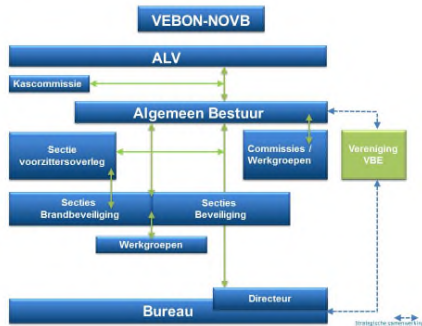 VEBON-NOVB
ALV
Kascommissie
Algemeen Bestuur
Sectie
voorzittersoverleg
Commissies /
Werkgroepen
Vereniging
VBE
Secties
Brandbeveiliging
Secties
Beveiliging
Werkgroepen
Directeur
Bureau
Strategische samenwerking